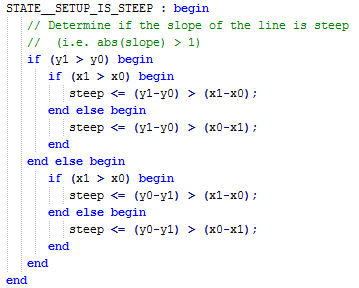 STATE__SETUP_IS_STEEP : begin
// Determine if the slope of the line is steep
//  (i.e. abs(slope) > 1)
if (y1 > y0) begin
if (x1 > x0) begin
steep <= (y1-y0) > (x1-x0);
end else begin
steep <= (y1-y0) > (x0-x1);
end
end else begin
if (x1 > x0) begin
steep <= (y0-y1) > (x1-x0);
end else begin
steep <= (y0-y1) > (x0-x1);
end
end
end